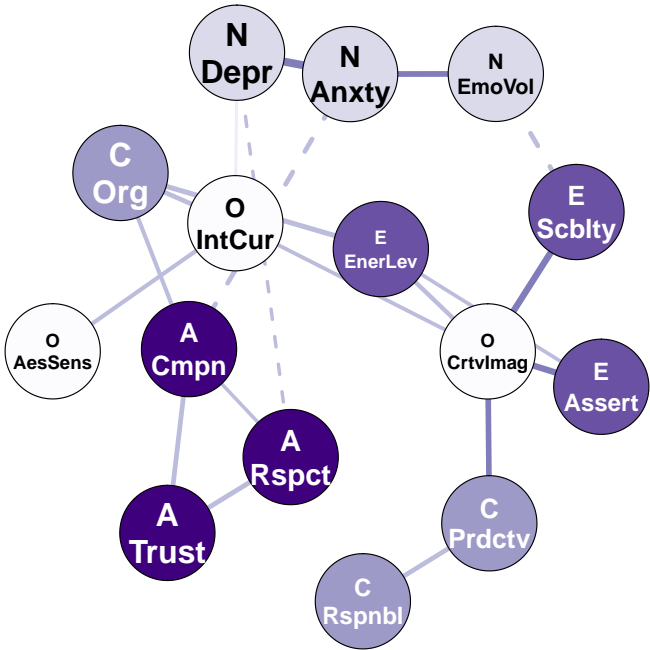 N
Depr
N
Anxty
N
EmoVol
C
Org
O
IntCur
E
Scblty
E
EnerLev
O
AesSens
A
Cmpn
O
CrtvImag
E
Assert
A
Rspct
A
Trust
C
Prdctv
C
Rspnbl